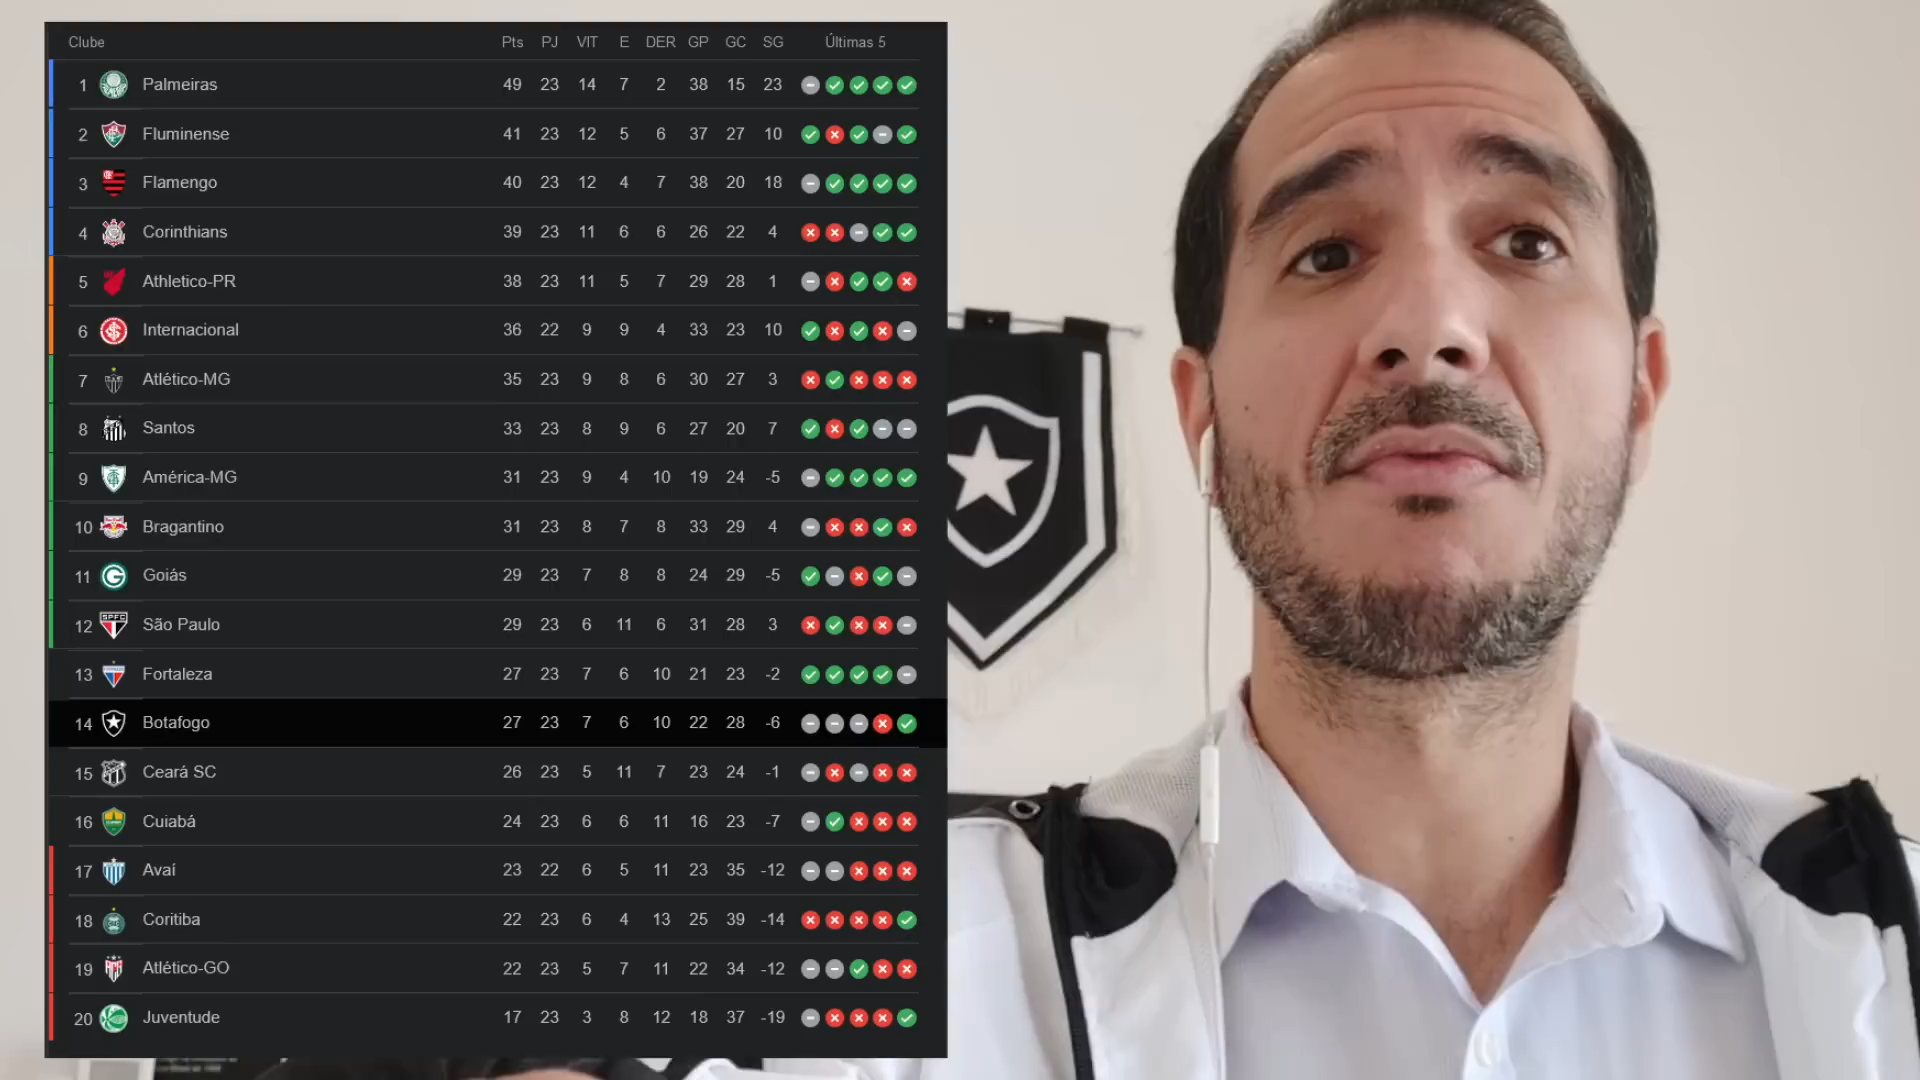 Clube Pts PJ VIT E DER GP GC SG Últimas 5
1 Palmeiras 49 23 14 7 2 38 15 23
2 Fluminense 41 23 12 5 6 37 27 10
3 Flamengo 40 23 12 4 7 38 20 18
4 Corinthians 39 23 11 6 6 26 22 4
5 Athletico-PR 38 23 11 5 7 29 28 1
6 Internacional 36 22 9 9 4 33 23 10
7 Atlético-MG 35 23 9 8 6 30 27 3
8 Santos 33 23 8 9 6 27 20 7
9 América-MG 31 23 9 4 10 19 24 -5
10 Bragantino 31 23 8 7 8 33 29 4
11 Goiás 29 23 7 8 8 24 29 -5
12 SPFC São Paulo 29 23 6 11 6 31 28 3
13 Fortaleza 27 23 7 6 10 21 23 -2
14 Botafogo 27 23 7 6 10 22 28 -6
15 Ceará SC 26 23 5 11 7 23 24 -1
16 Cuiabá 24 23 6 6 11 16 23 -7
17 Avaí 23 22 6 5 11 23 35 -12
18 Coritiba 22 23 6 4 13 25 39 -14
19 Atlético-GO 22 23 5 7 11 22 34 -12
20 Juventude 17 23 3 8 12 18 37 -19